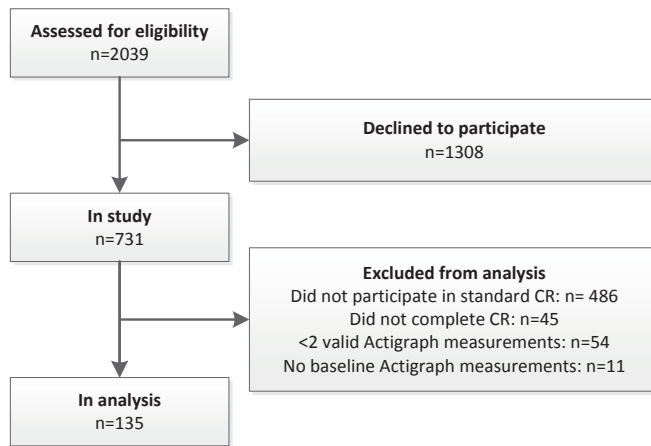 Assessed for eligibility
n=2039
Declined to participate
n=1308
In study
n=731
Excluded from analysis
Did not participate in standard CR: n= 486
Did not complete CR: n=45
<2 valid Actigraph measurements: n=54
No baseline Actigraph measurements: n=11
In analysis
n=135